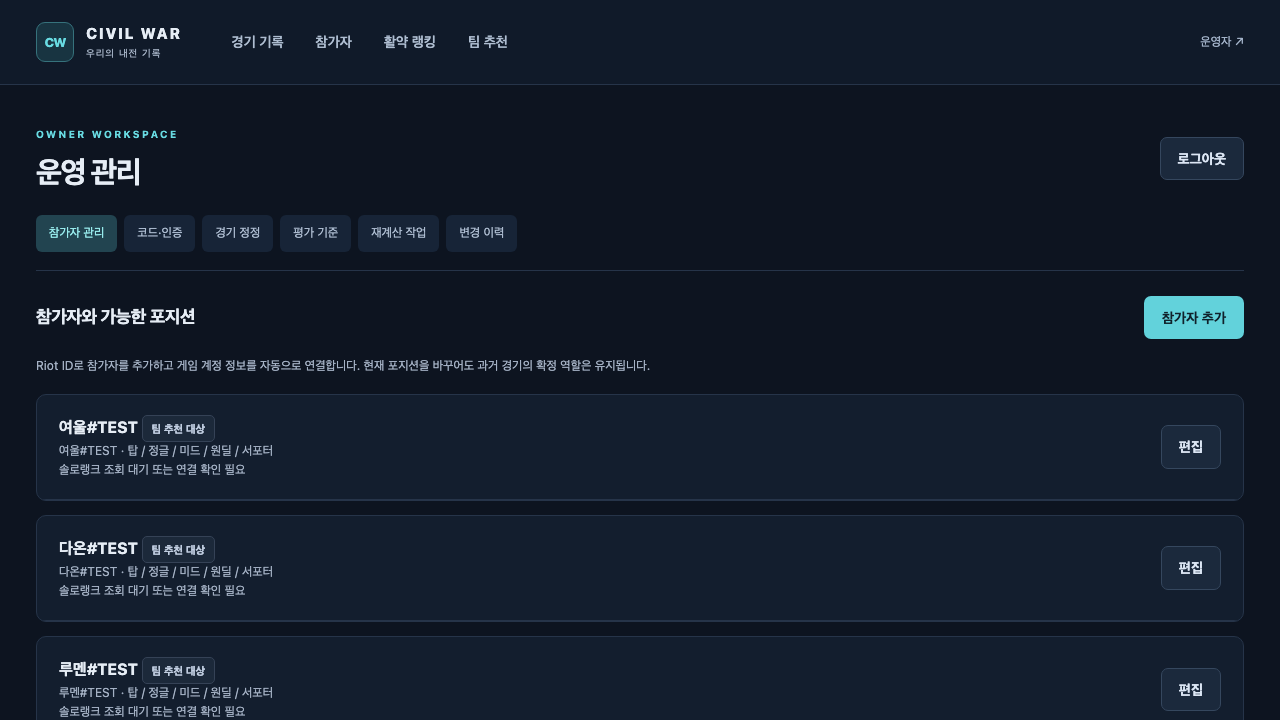 CW
CIVIL WAR
우리의 내전 기록
경기 기록
참가자
활약 랭킹
팀 추천
운영자 ↗
OWNER WORKSPACE
운영 관리
로그아웃
참가자 관리
코드·인증
경기 정정
평가 기준
재계산 작업
변경 이력
참가자와 가능한 포지션
참가자 추가
Riot ID로 참가자를 추가하고 게임 계정 정보를 자동으로 연결합니다. 현재 포지션을 바꾸어도 과거 경기의 확정 역할은 유지됩니다.
여울#TEST 팀 추천 대상
여울#TEST · 탑 / 정글 / 미드 / 원딜 / 서포터
솔로랭크 조회 대기 또는 연결 확인 필요
편집
다온#TEST 팀 추천 대상
다온#TEST · 탑 / 정글 / 미드 / 원딜 / 서포터
솔로랭크 조회 대기 또는 연결 확인 필요
편집
루멘#TEST 팀 추천 대상
루멘#TEST · 탑 / 정글 / 미드 / 원딜 / 서포터
솔로랭크 조회 대기 또는 연결 확인 필요
편집